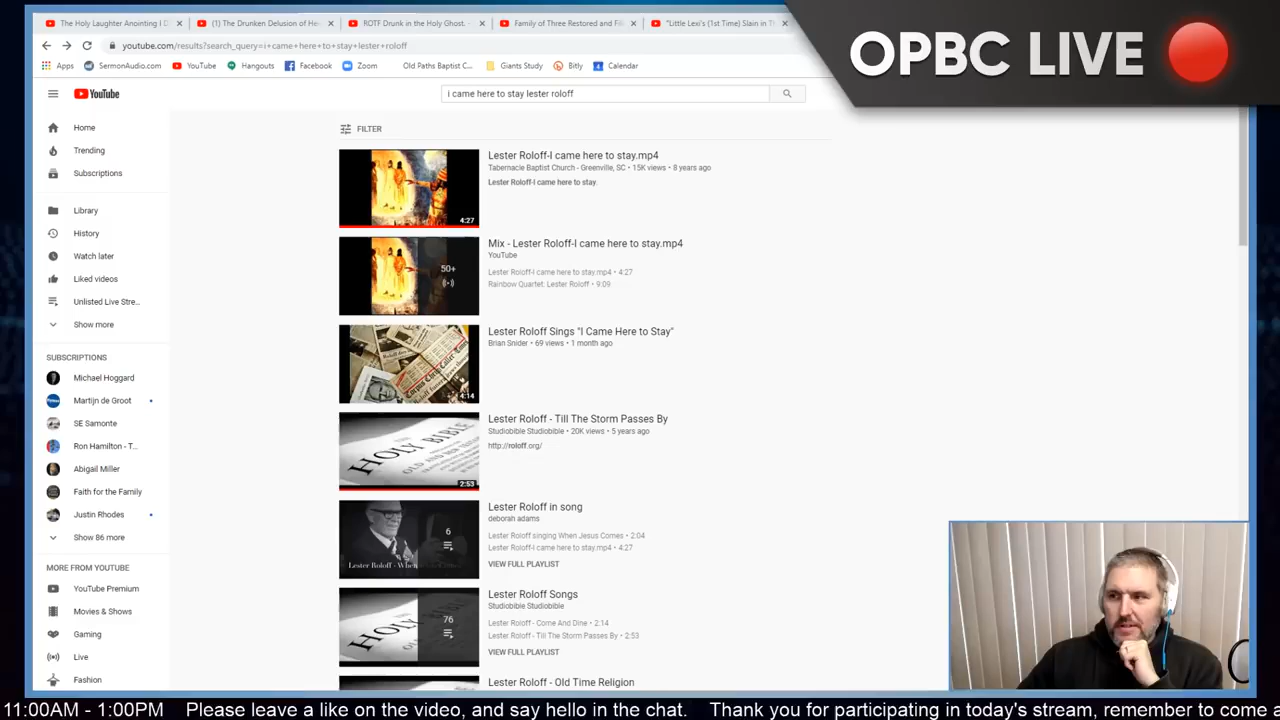 The Holy Laughter Anointing I D
(1) The Drunken Delusion of He
ROTF Drunk in the Holy Ghost. -
Family of Three Restored and Fil
"Little Lexi's (1st Time) Slain in Th
OPBC LIVE
youtube.com/results?search_query=i+came+here+to+stay+lester+roloff
Apps
SermonAudio.com
YouTube
Hangouts
Facebook
Zoom
Old Paths Baptist C...
Giants Study
Bitly
Calendar
YouTube
i came here to stay lester roloff
FILTER
Home
Trending
Subscriptions
Library
History
Watch later
Liked videos
Unlisted Live Stre...
Show more
SUBSCRIPTIONS
Michael Hoggard
Martijn de Groot
SE Samonte
Ron Hamilton - T...
Abigail Miller
Faith for the Family
Justin Rhodes
Show 86 more
MORE FROM YOUTUBE
YouTube Premium
Movies & Shows
Gaming
Live
Fashion
Lester Roloff-I came here to stay.mp4
Tabernacle Baptist Church - Greenville, SC • 15K views • 8 years ago
Lester Roloff-I came here to stay.
4:27
Mix - Lester Roloff-I came here to stay.mp4
YouTube
50+
Lester Roloff-I came here to stay.mp4 • 4:27
Rainbow Quartet: Lester Roloff • 9:09
Lester Roloff Sings "I Came Here to Stay"
Brian Snider • 69 views • 1 month ago
4:14
Lester Roloff - Till The Storm Passes By
Studiobible Studiobible • 20K views • 5 years ago
http://roloff.org/
HOLY BIBLE
2:53
Lester Roloff in song
deborah adams
6
Lester Roloff singing When Jesus Comes • 2:04
Lester Roloff-I came here to stay.mp4 • 4:27
VIEW FULL PLAYLIST
Lester Roloff Songs
Studiobible Studiobible
76
Lester Roloff - Come And Dine • 2:14
Lester Roloff - Till The Storm Passes By • 2:53
VIEW FULL PLAYLIST
Lester Roloff - Old Time Religion
11:00AM - 1:00PM Please leave a like on the video, and say hello in the chat. Thank you for participating in today's stream, remember to come a